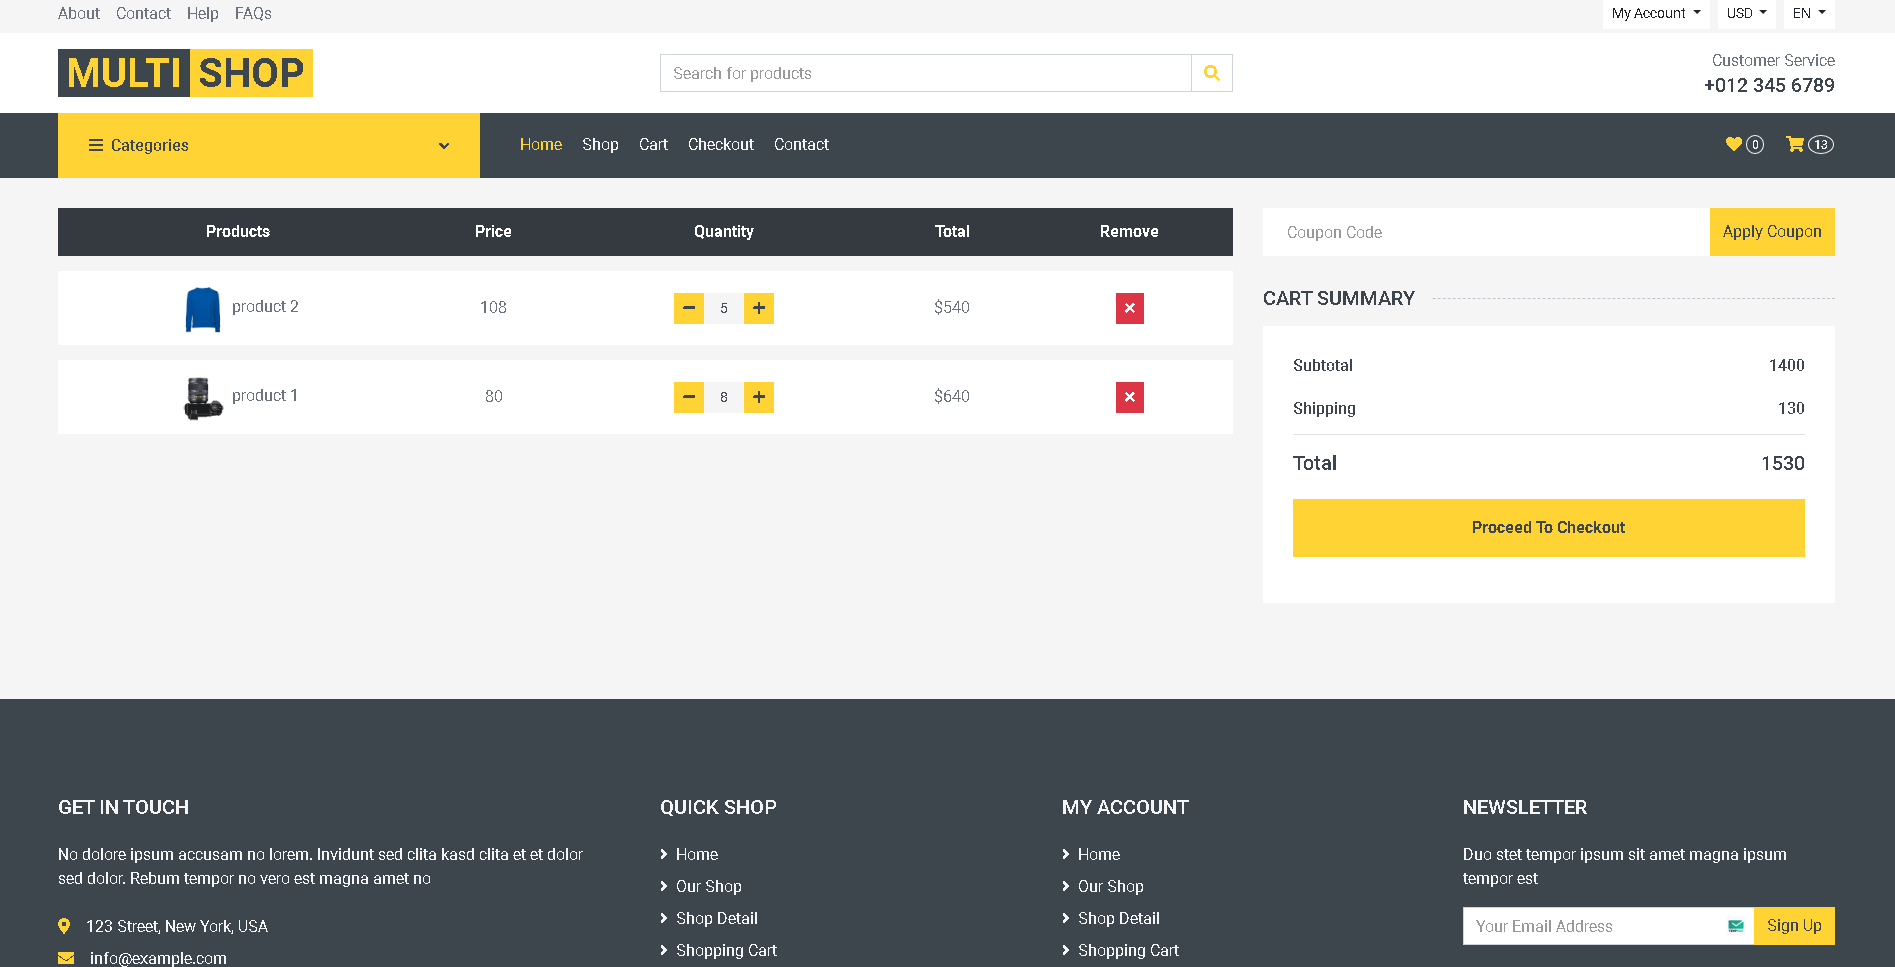 About Contact Help FAQs My Account USD EN
MULTI SHOP
Search for products
Customer Service
+012 345 6789
Categories Home Shop Cart Checkout Contact 0 13
Products Price Quantity Total Remove
Coupon Code Apply Coupon
product 2 108 5 $540
product 1 80 8 $640
CART SUMMARY
Subtotal 1400
Shipping 130
Total 1530
Proceed To Checkout
GET IN TOUCH
No dolore ipsum accusam no lorem. Invidunt sed clita kasd clita et et dolor
sed dolor. Rebum tempor no vero est magna amet no
123 Street, New York, USA
info@example.com
QUICK SHOP
Home
Our Shop
Shop Detail
Shopping Cart
MY ACCOUNT
Home
Our Shop
Shop Detail
Shopping Cart
NEWSLETTER
Duo stet tempor ipsum sit amet magna ipsum
tempor est
Your Email Address Sign Up